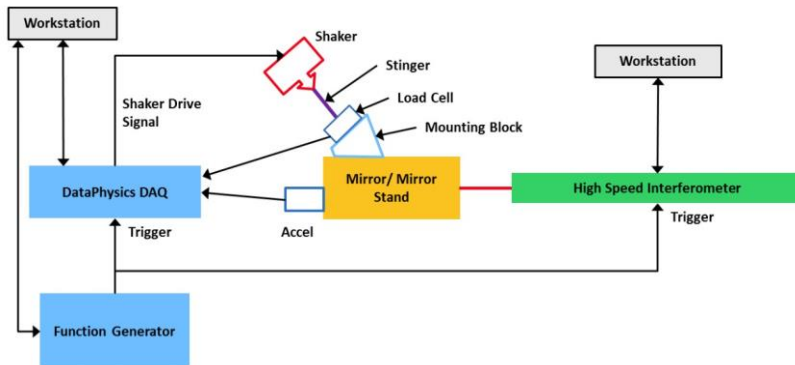 Workstation
Shaker
Stinger
Workstation
Load Cell
Shaker Drive
Signal
Mounting Block
DataPhysics DAQ
Mirror/ Mirror
Stand
High Speed Interferometer
Trigger
Accel
Trigger
Function Generator